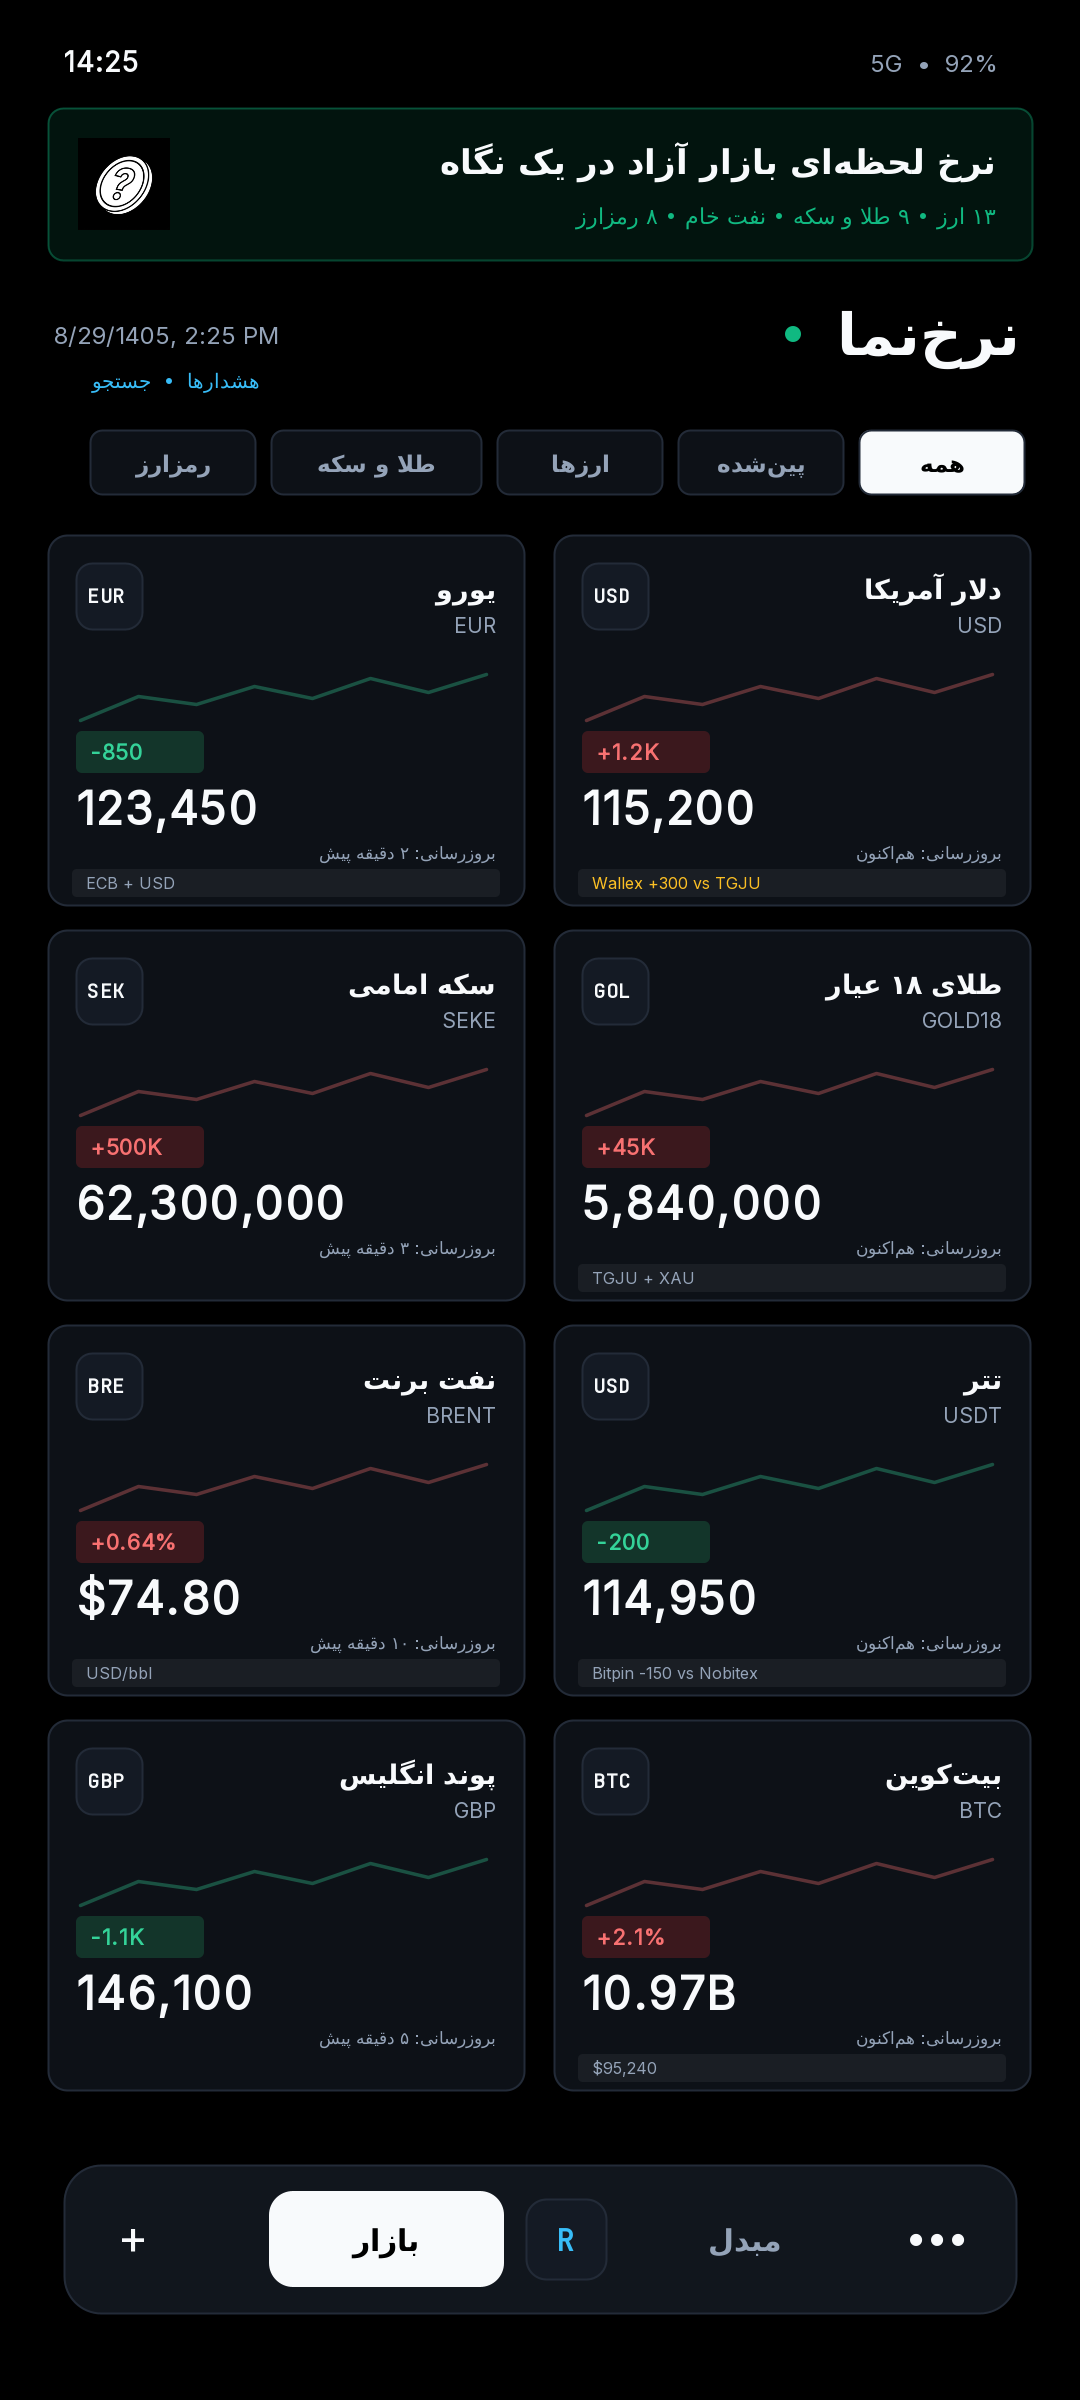 14:25
5G • 92%
نرخ لحظه‌ای بازار آزاد در یک نگاه
۱۳ ارز • ۹ طلا و سکه • نفت خام • ۸ رمزارز
?
نرخ‌نما
8/29/1405, 2:25 PM
هشدارها • جستجو
همه
پین‌شده
ارزها
طلا و سکه
رمزارز
دلار آمریکا
USD
USD
+1.2K
115,200
بروزرسانی: هم‌اکنون
Wallex +300 vs TGJU
یورو
EUR
EUR
-850
123,450
بروزرسانی: ۲ دقیقه پیش
ECB + USD
طلای ۱۸ عیار
GOL
GOLD18
+45K
5,840,000
بروزرسانی: هم‌اکنون
TGJU + XAU
سکه امامی
SEK
SEKE
+500K
62,300,000
بروزرسانی: ۳ دقیقه پیش
تتر
USD
USDT
-200
114,950
بروزرسانی: هم‌اکنون
Bitpin -150 vs Nobitex
نفت برنت
BRE
BRENT
+0.64%
$74.80
بروزرسانی: ۱۰ دقیقه پیش
USD/bbl
بیت‌کوین
BTC
BTC
+2.1%
10.97B
بروزرسانی: هم‌اکنون
$95,240
پوند انگلیس
GBP
GBP
-1.1K
146,100
بروزرسانی: ۵ دقیقه پیش
مبدل
R
بازار
+